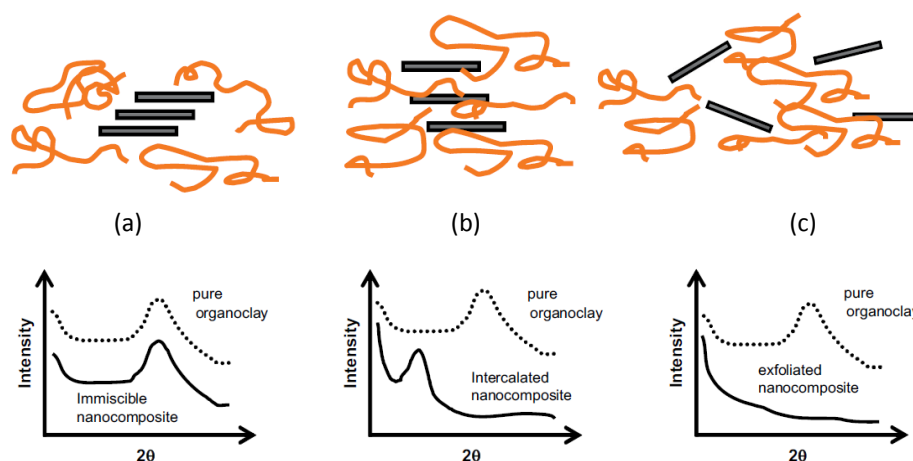 (a)
(b)
(c)
Intensity
pure
organoclay
Immiscible
nanocomposite
2θ
Intensity
pure
organoclay
Intercalated
nanocomposite
2θ
Intensity
pure
organoclay
exfoliated
nanocomposite
2θ